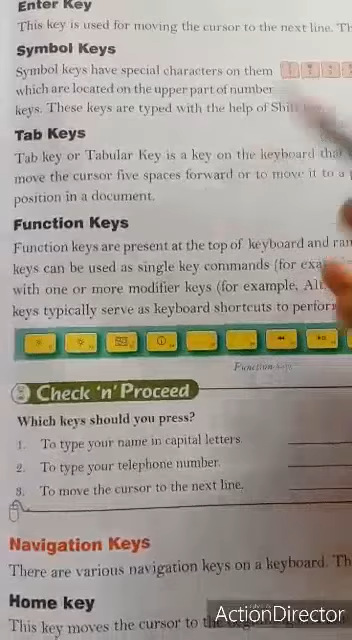 Enter Key
This key is used for moving the cursor to the next line. Th
Symbol Keys
Symbol keys have special characters on them
which are located on the upper part of number
keys. These keys are typed with the help of Shift
Tab Keys
Tab key or Tabular Key is a key on the keyboard that
move the cursor five spaces forward or to move it to a
position in a document.
Function Keys
Function keys are present at the top of keyboard and ran
keys can be used as single key commands (for exa
with one or more modifier keys (for example, Alt
keys typically serve as keyboard shortcuts to perform
Function keys
Check 'n' Proceed
Which keys should you press?
1. To type your name in capital letters
2. To type your telephone number.
3. To move the cursor to the next line.
Navigation Keys
There are various navigation keys on a keyboard. Th
Home key
This key moves the cursor to the
ActionDirector